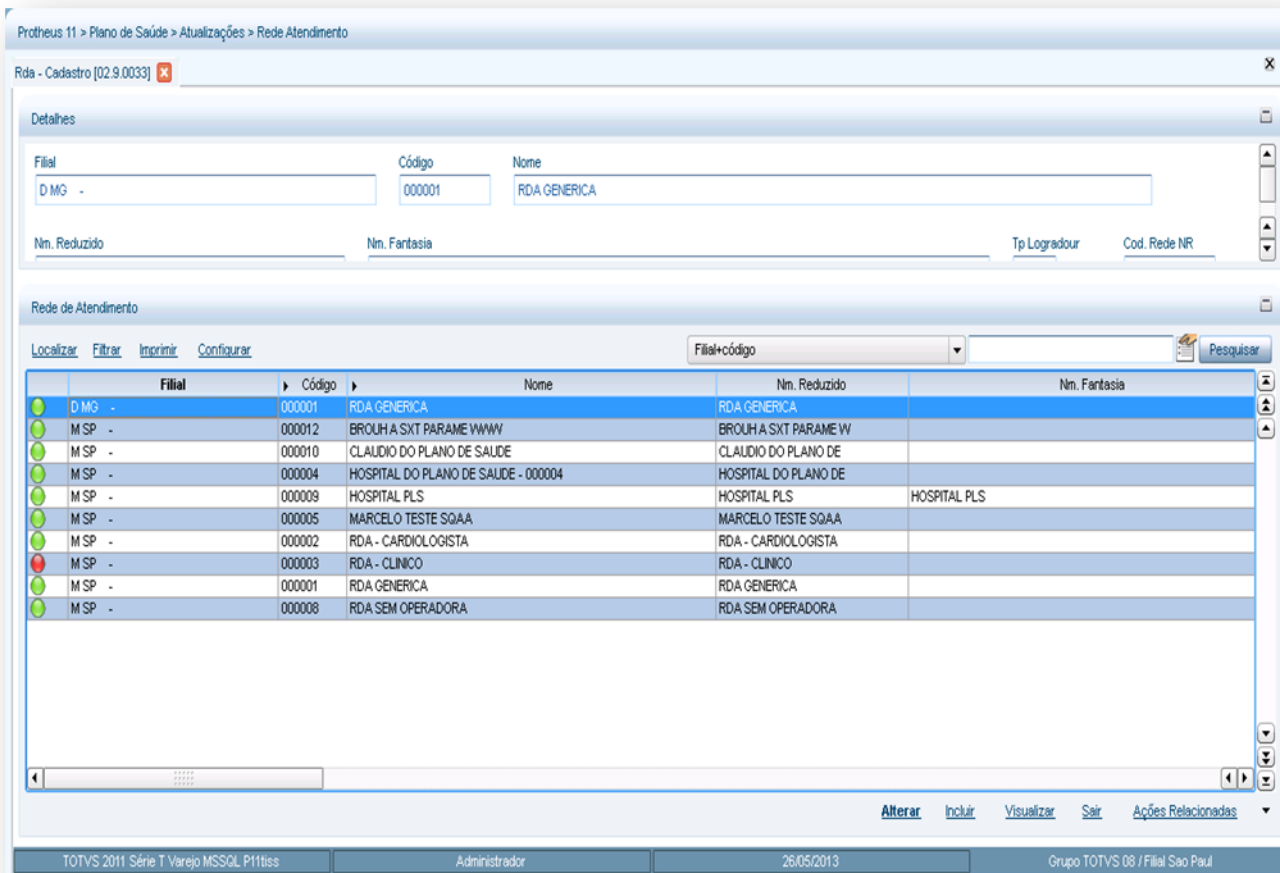 Protheus 11 > Plano de Saúde > Atualizações > Rede Atendimento
Rda - Cadastro [02.9.0033]
Detalhes
Filial Código Nome
D MG - 000001 RDA GENERICA
Nm. Reduzido Nm. Fantasia Tp Logradour Cod. Rede NR
Rede de Atendimento
Localizar Filtrar Imprimir Configurar Filial+código Pesquisar
Filial Código Nome Nm. Reduzido Nm. Fantasia
D MG - 000001 RDA GENERICA RDA GENERICA
M SP - 000012 BROUH A SXT PARAME WWW BROUH A SXT PARAME W
M SP - 000010 CLAUDIO DO PLANO DE SAUDE CLAUDIO DO PLANO DE
M SP - 000004 HOSPITAL DO PLANO DE SAUDE - 000004 HOSPITAL DO PLANO DE
M SP - 000009 HOSPITAL PLS HOSPITAL PLS HOSPITAL PLS
M SP - 000005 MARCELO TESTE SQAA MARCELO TESTE SQAA
M SP - 000002 RDA - CARDIOLOGISTA RDA - CARDIOLOGISTA
M SP - 000003 RDA - CLINICO RDA - CLINICO
M SP - 000001 RDA GENERICA RDA GENERICA
M SP - 000008 RDA SEM OPERADORA RDA SEM OPERADORA
Alterar Incluir Visualizar Sair Ações Relacionadas
TOTVS 2011 Série T Varejo MSSQL P11tiss Administrador 26/05/2013 Grupo TOTVS 08 / Filial Sao Paul